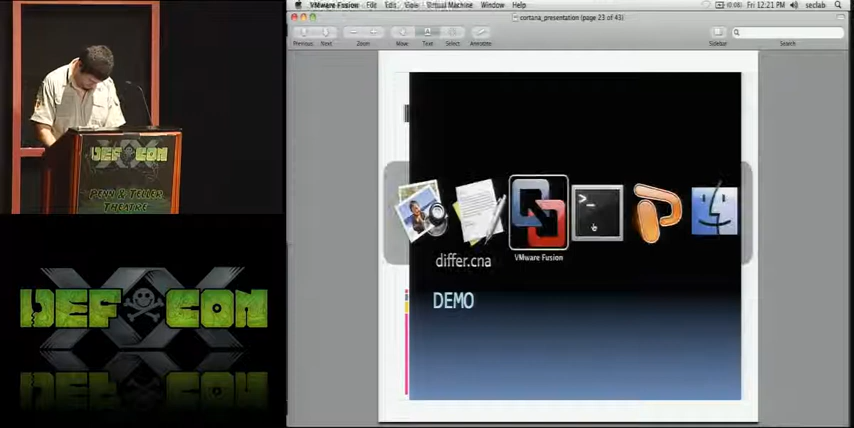 VMware Fusion File Edit View Virtual Machine Window Help
(0:08) Fri 12:21 PM seclab
cortana_presentation (page 23 of 43)
Previous Next Zoom Move Text Select Annotate Sidebar Search
DEF CON
PENN & TELLER
THEATRE
differ.cna
VMware Fusion
DEMO
DEF CON